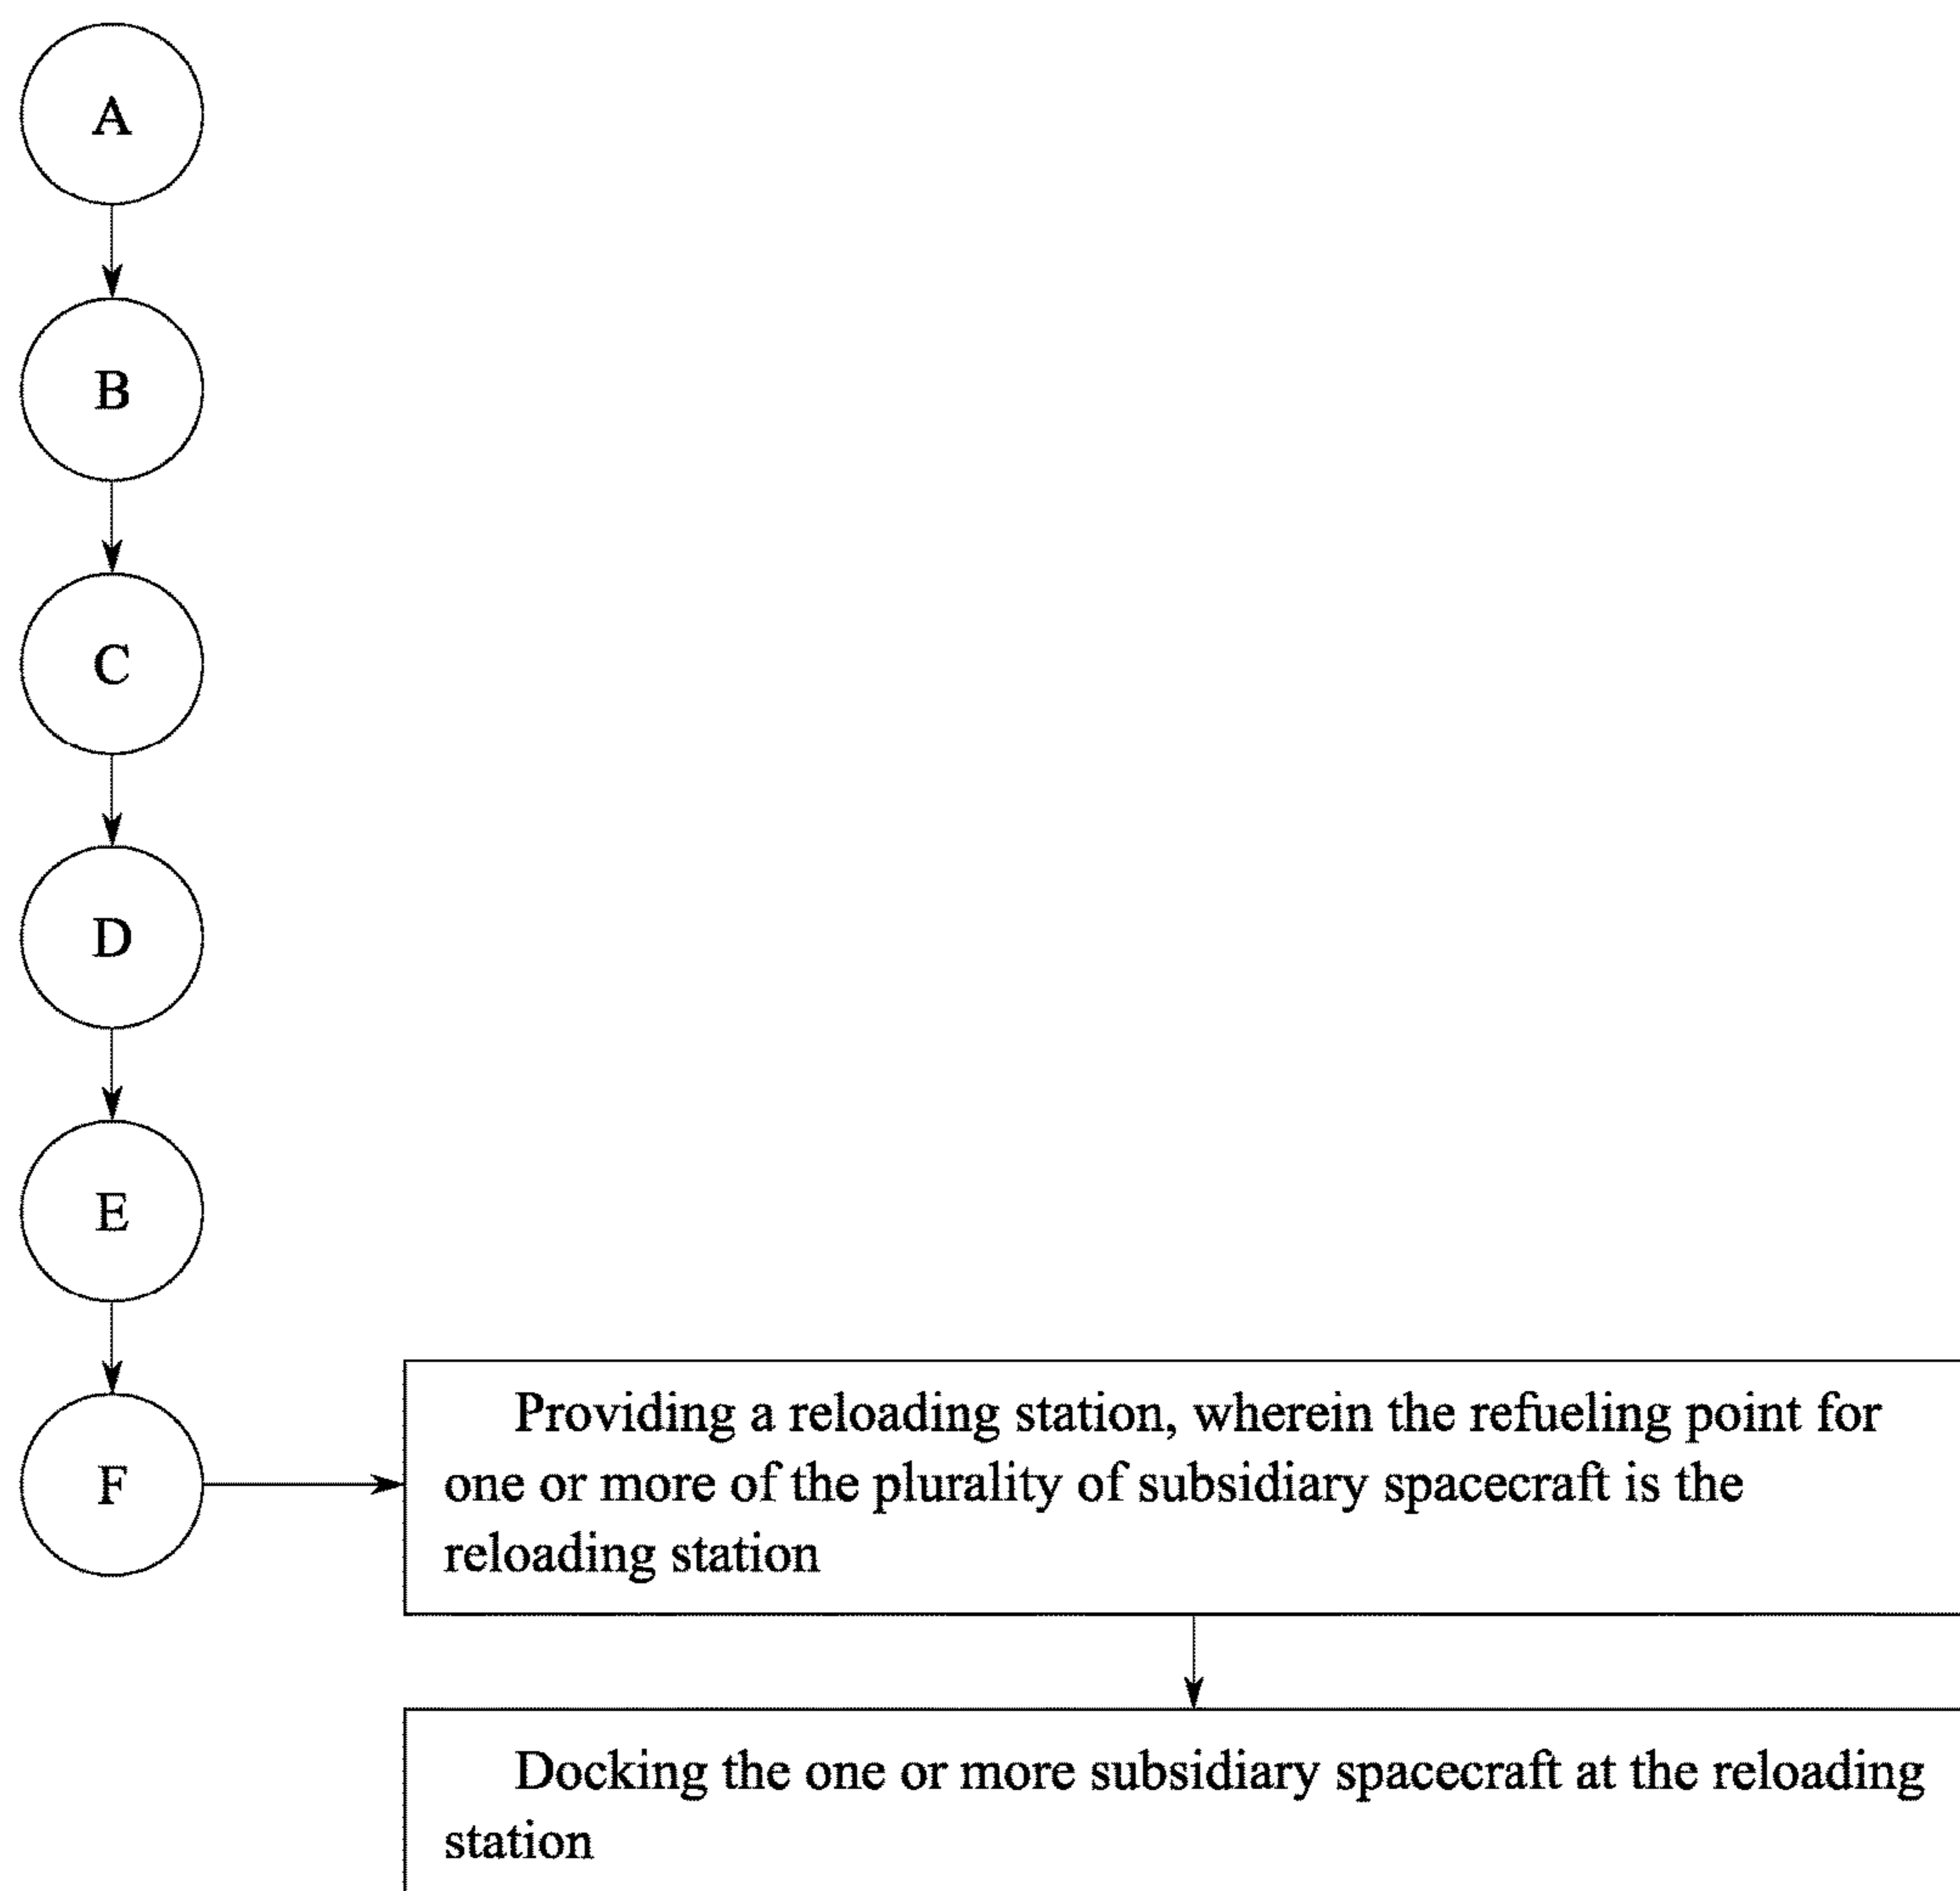 A
B
C
D
E
F
Providing a reloading station, wherein the refueling point for
one or more of the plurality of subsidiary spacecraft is the
reloading station
Docking the one or more subsidiary spacecraft at the reloading
station